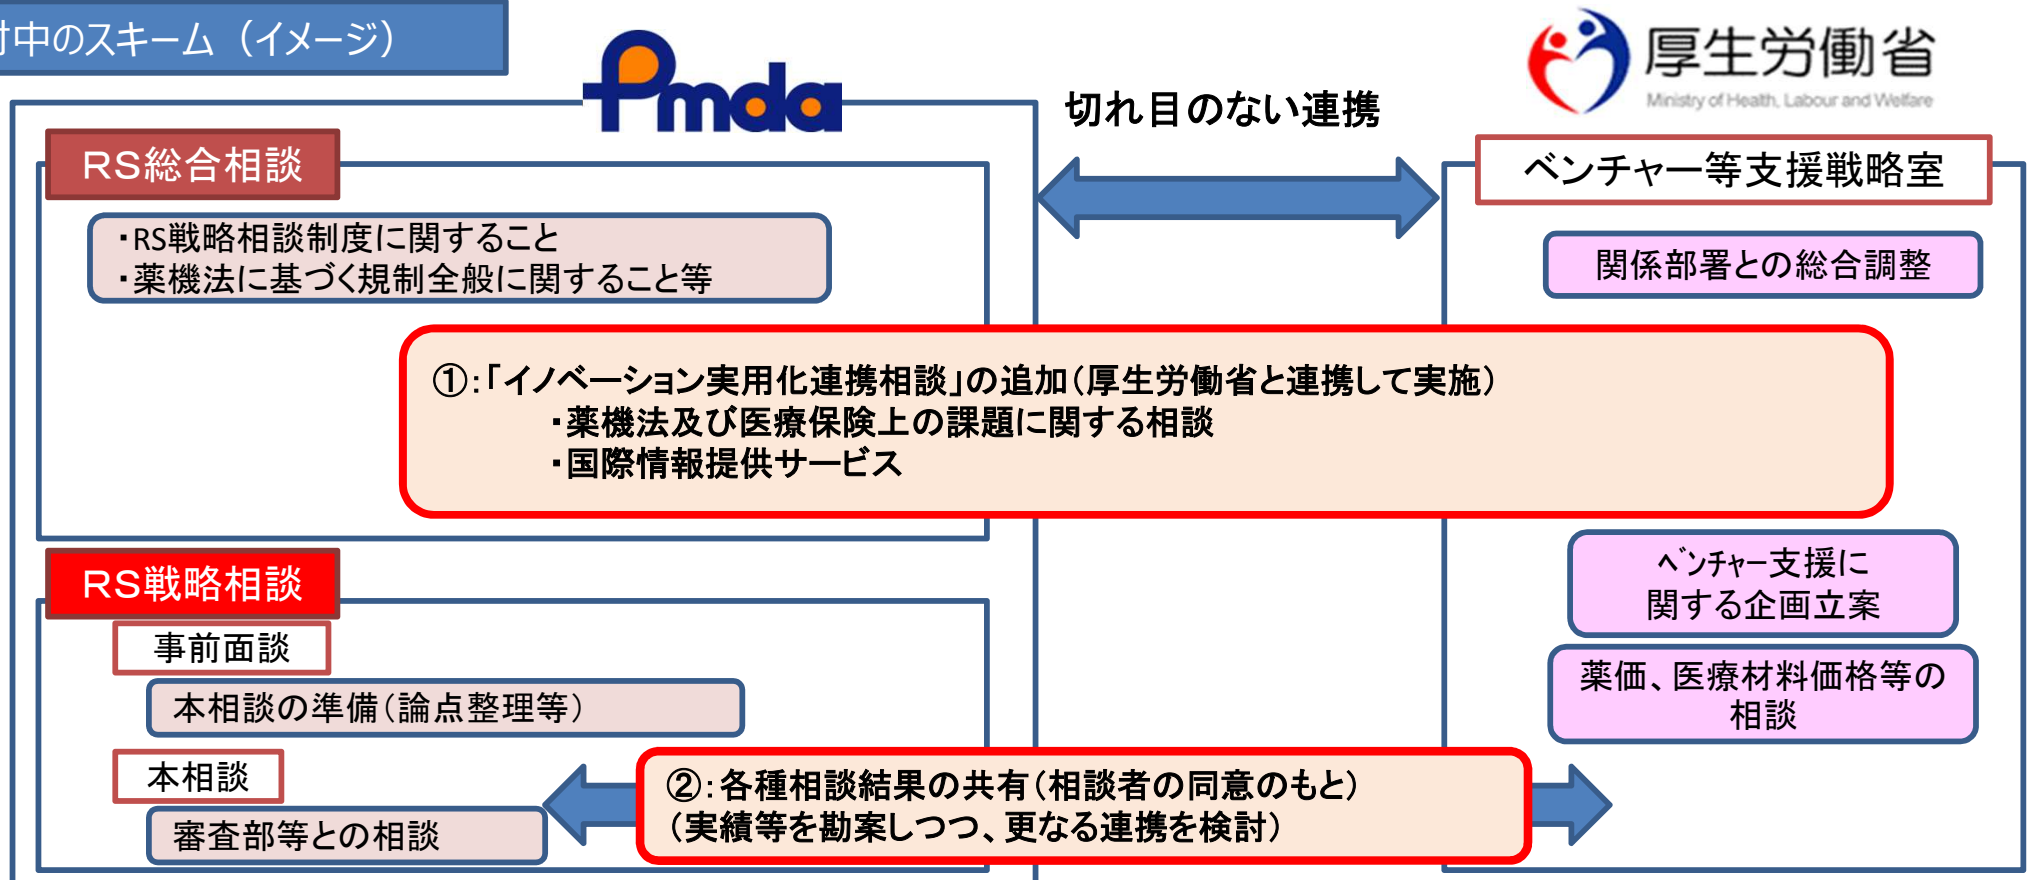 中のスキーム（イメージ）
Pmda
厚生労働省
Ministry of Health, Labour and Welfare
切れ目のない連携
ＲＳ総合相談
・RS戦略相談制度に関すること
・薬機法に基づく規制全般に関すること等
ベンチャー等支援戦略室
関係部署との総合調整
①：「イノベーション実用化連携相談」の追加（厚生労働省と連携して実施）
・薬機法及び医療保険上の課題に関する相談
・国際情報提供サービス
ＲＳ戦略相談
事前面談
本相談の準備（論点整理等）
本相談
審査部等との相談
ﾍﾞﾝﾁｬｰ支援に
関する企画立案
薬価、医療材料価格等の
相談
②：各種相談結果の共有（相談者の同意のもと）
（実績等を勘案しつつ、更なる連携を検討）